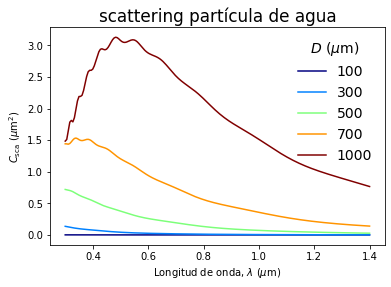 scattering partícula de agua
D (μm)
100
300
500
700
1000
C_sca (μm²)
3.0
2.5
2.0
1.5
1.0
0.5
0.0
0.4 0.6 0.8 1.0 1.2 1.4
Longitud de onda, λ (μm)